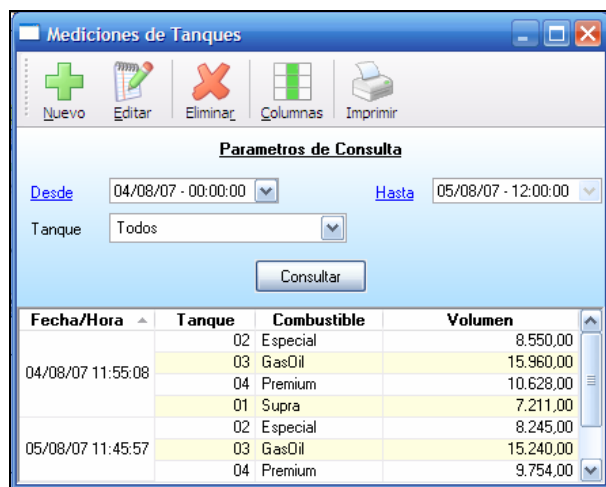 Mediciones de Tanques
Nuevo Editar Eliminar Columnas Imprimir
Parametros de Consulta
Desde 04/08/07 - 00:00:00 Hasta 05/08/07 - 12:00:00
Tanque Todos
Consultar
Fecha/Hora Tanque Combustible Volumen
02 Especial 8.550,00
04/08/07 11:55:08 03 GasOil 15.960,00
04 Premium 10.628,00
01 Supra 7.211,00
02 Especial 8.245,00
05/08/07 11:45:57 03 GasOil 15.240,00
04 Premium 9.754,00